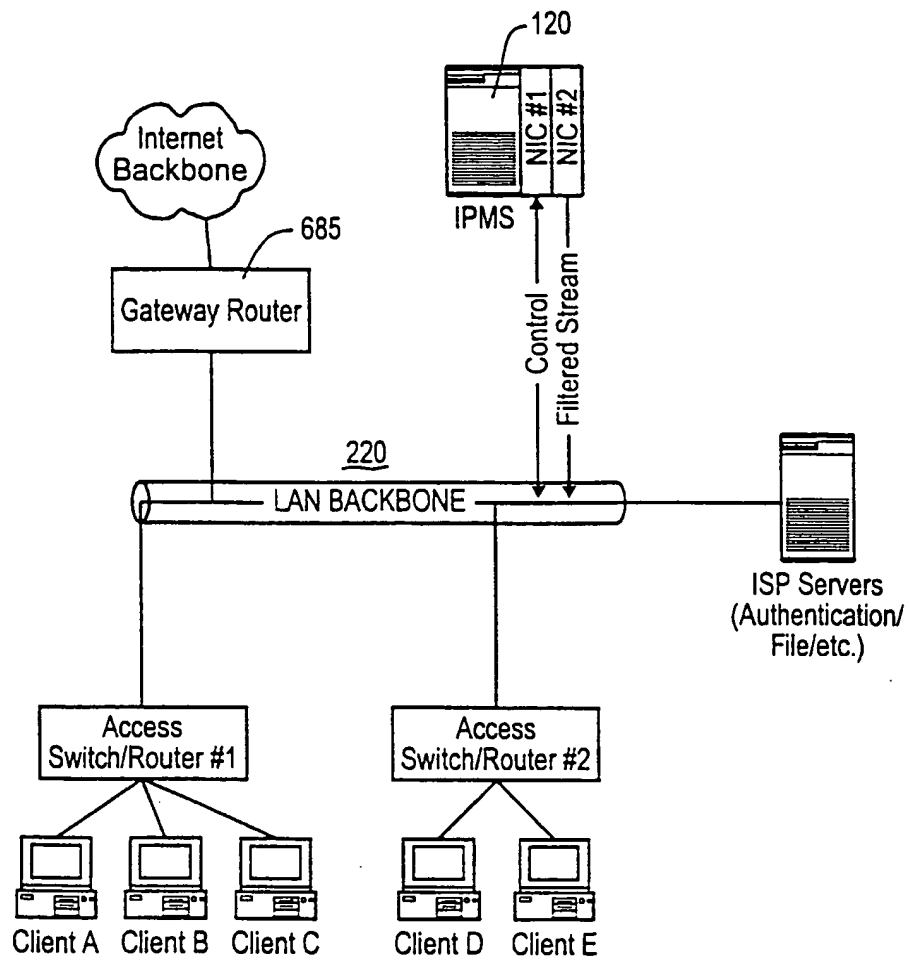 120
NIC #1
NIC #2
IPMS
Internet
Backbone
685
Gateway Router
Control
Filtered Stream
220
LAN BACKBONE
ISP Servers
(Authentication/
File/etc.)
Access
Switch/Router #1
Access
Switch/Router #2
Client A
Client B
Client C
Client D
Client E